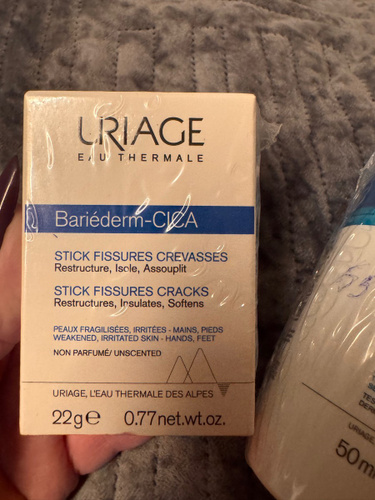 URIAGE
EAU THERMALE
Bariéderm-CICA
STICK FISSURES CREVASSES
Restructure, Isole, Assouplit
STICK FISSURES CRACKS
Restructures, Insulates, Softens
PEAUX FRAGILISÉES, IRRITÉES - MAINS, PIEDS
WEAKENED, IRRITATED SKIN - HANDS, FEET
NON PARFUMÉ/ UNSCENTED
URIAGE, L'EAU THERMALE DES ALPES
22g e 0.77net.wt.oz.
URIAGE,
50m